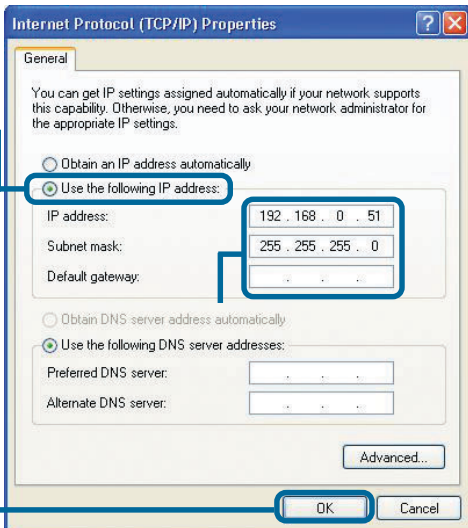 Internet Protocol (TCP/IP) Properties
General
You can get IP settings assigned automatically if your network supports
this capability. Otherwise, you need to ask your network administrator for
the appropriate IP settings.
Obtain an IP address automatically
Use the following IP address:
IP address: 192 . 168 . 0 . 51
Subnet mask: 255 . 255 . 255 . 0
Default gateway: . . .
Obtain DNS server address automatically
Use the following DNS server addresses:
Preferred DNS server: . . .
Alternate DNS server: . . .
Advanced...
OK Cancel